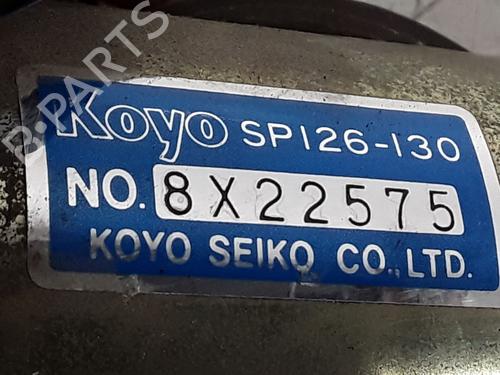 B-PARTS
Koyo SP126-130
NO. 8X22575
KOYO SEIKO CO., LTD.